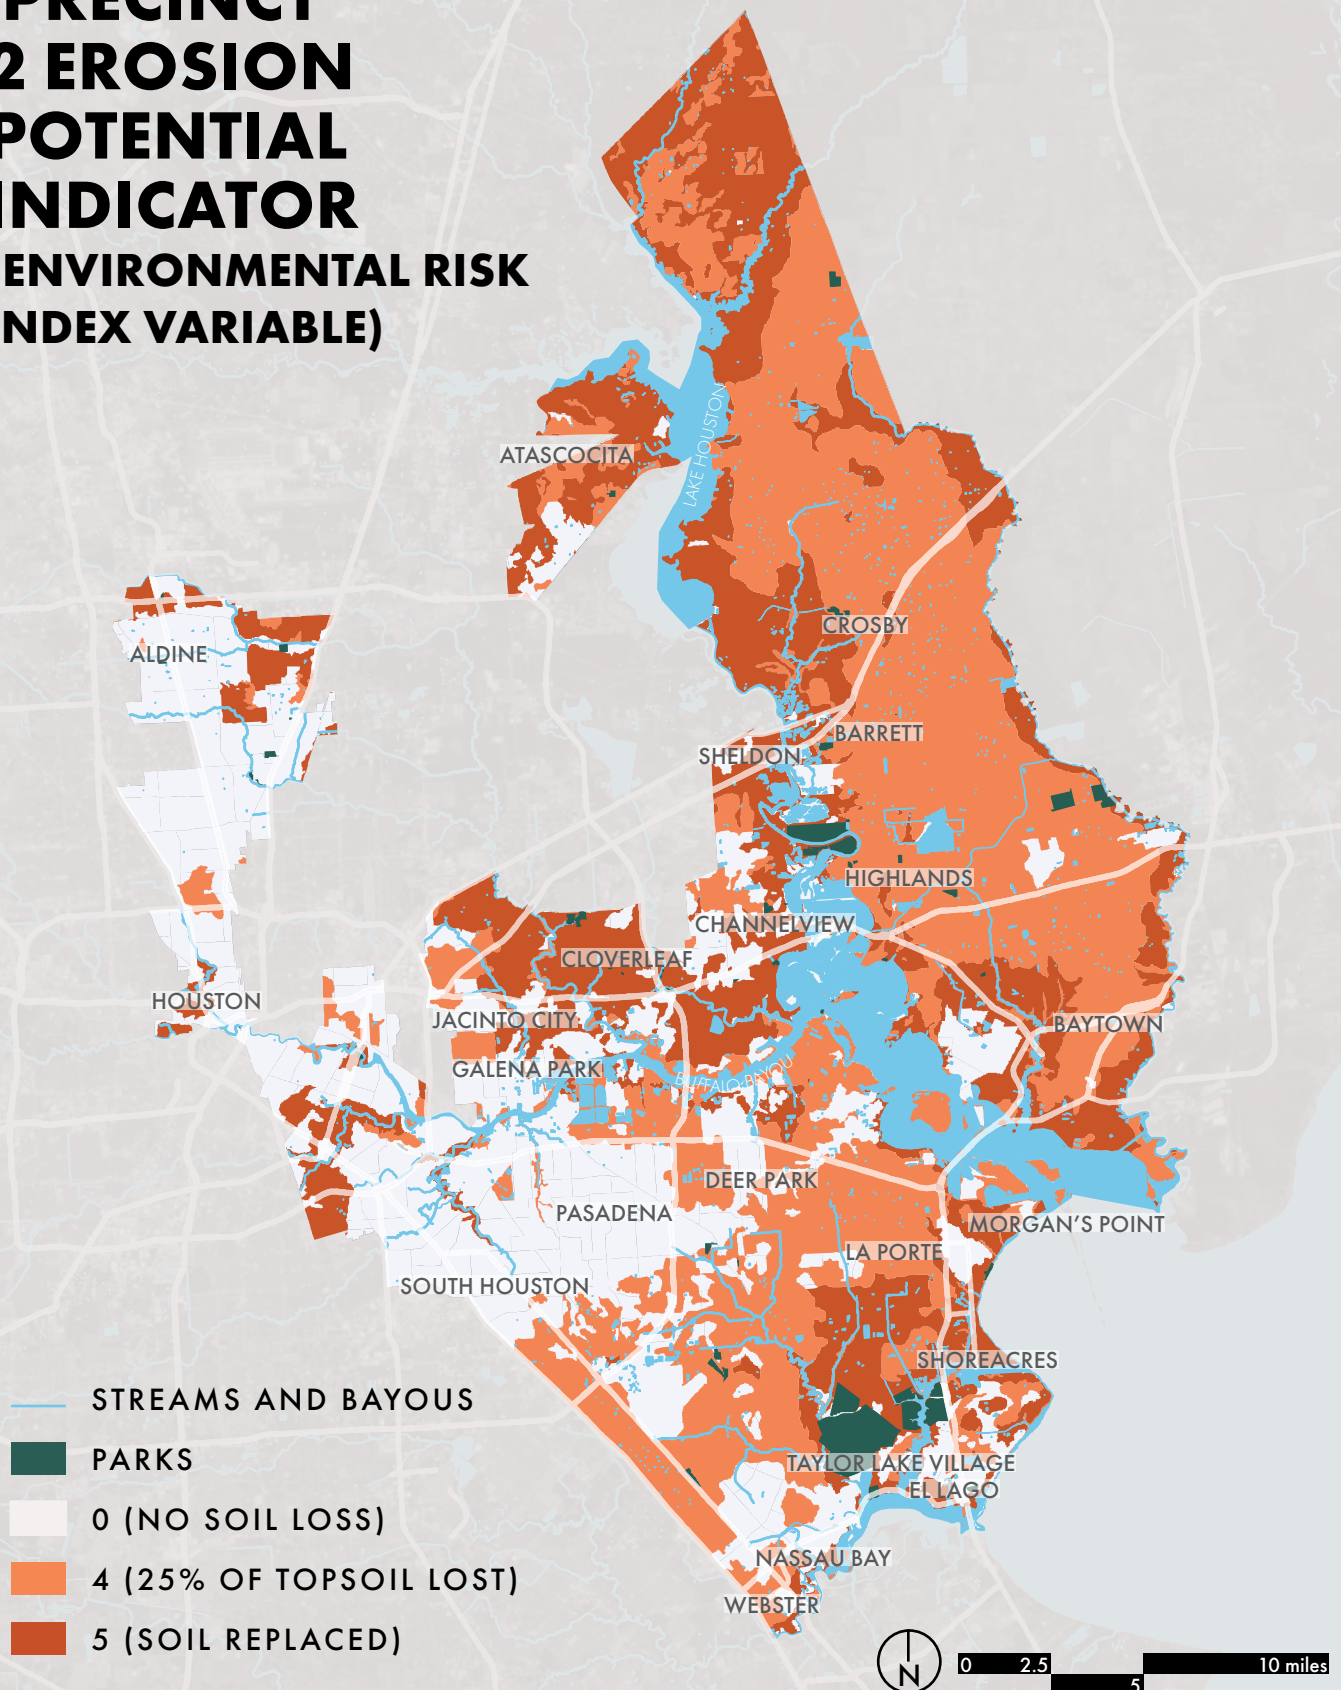 PRECINCT
2 EROSION
POTENTIAL
INDICATOR
ENVIRONMENTAL RISK
NDEX VARIABLE)
ATASCOCITA
LAKE HOUSTON
CROSBY
ALDINE
BARRETT
SHELDON
HIGHLANDS
CHANNELVIEW
CLOVERLEAF
HOUSTON
JACINTO CITY
BAYTOWN
GALENA PARK
BUFFALO BAYOU
DEER PARK
PASADENA
MORGAN'S POINT
LA PORTE
SOUTH HOUSTON
SHOREACRES
TAYLOR LAKE VILLAGE
EL LAGO
NASSAU BAY
WEBSTER
STREAMS AND BAYOUS
PARKS
0 (NO SOIL LOSS)
4 (25% OF TOPSOIL LOST)
5 (SOIL REPLACED)
N
0 2.5 10 miles
5